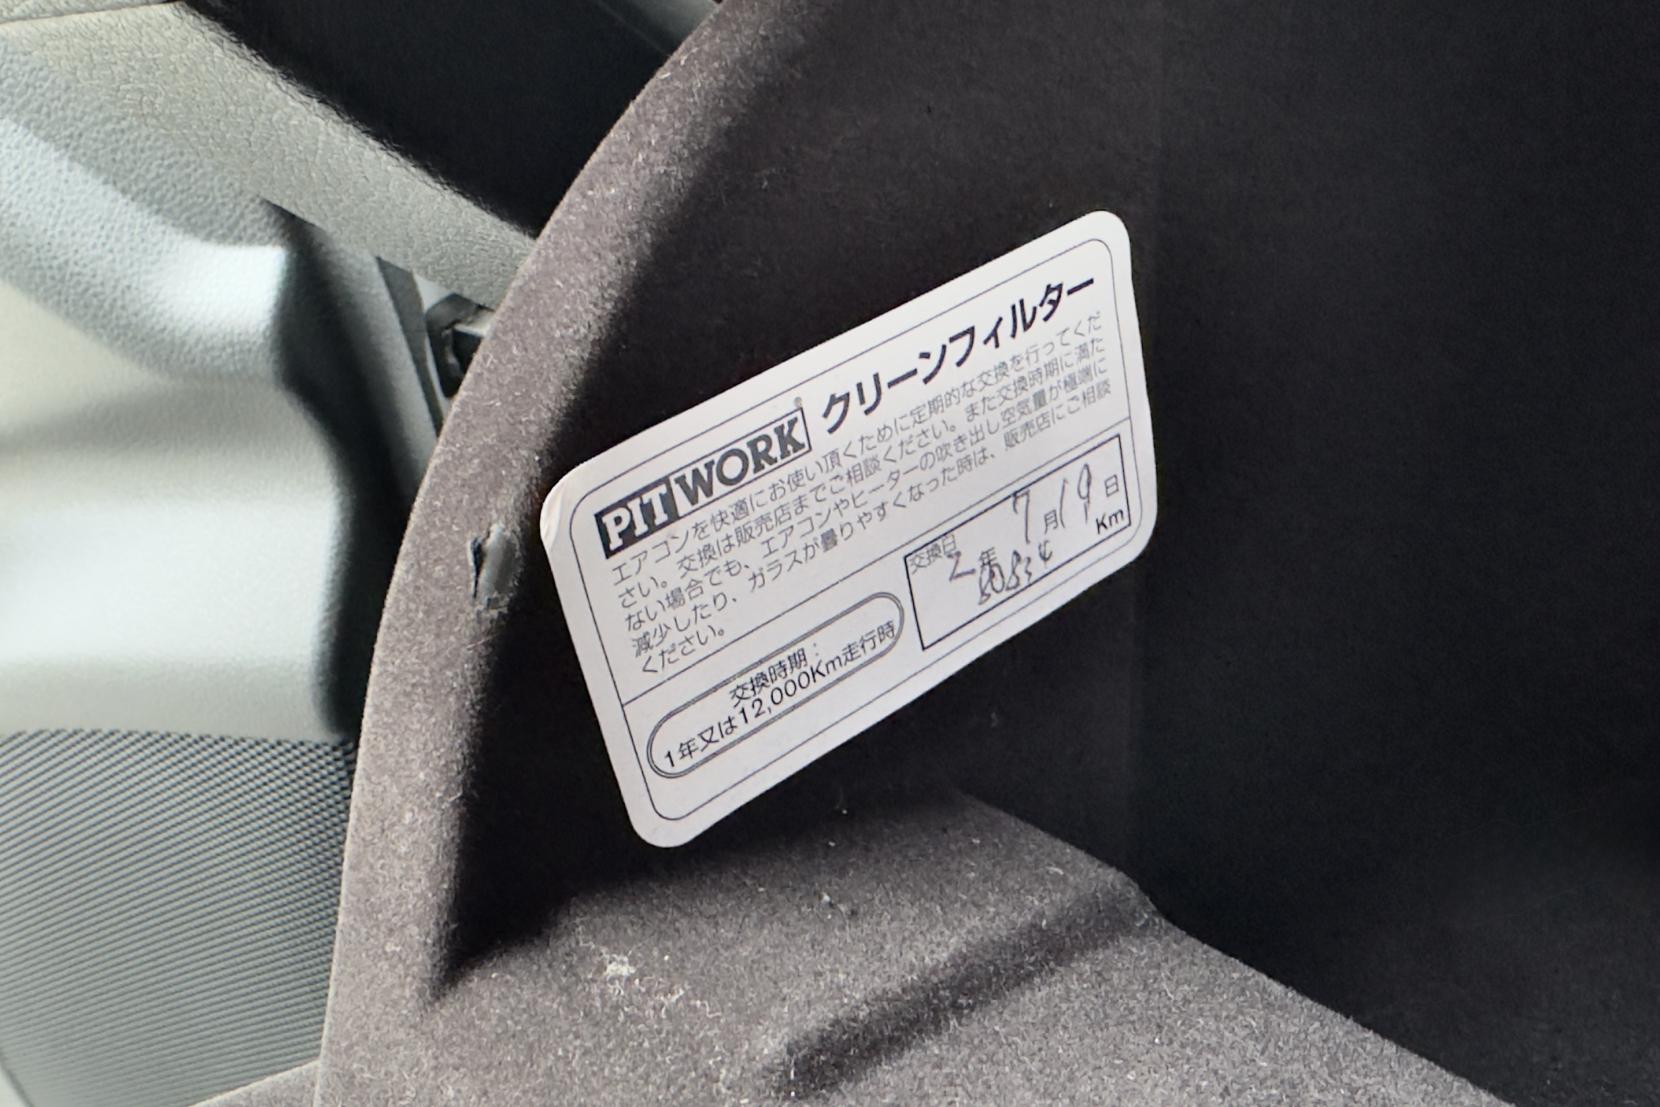 PITWORK クリーンフィルター
エアコンを快適にお使い頂くために定期的な交換を行ってくだ
さい。交換は販売店までご相談ください。また交換時期に満た
ない場合でも、エアコンやヒーターの吹き出し空気量が極端に
減少したり、ガラスが曇りやすくなった時は、販売店にご相談
ください。
交換時期：
1年又は12,000Km走行時
交換日
2年 7月19日
80834 Km